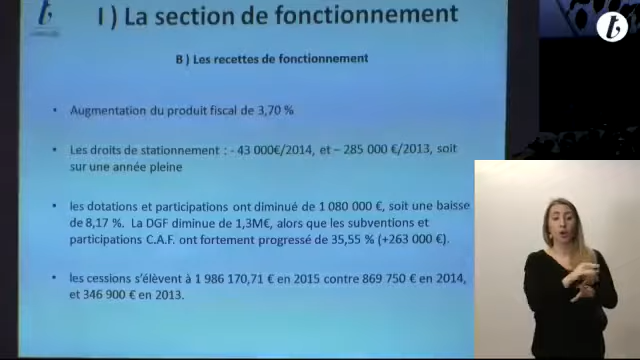 I ) La section de fonctionnement
B ) Les recettes de fonctionnement
• Augmentation du produit fiscal de 3,70 %
• Les droits de stationnement : - 43 000€/2014, et – 285 000 €/2013, soit
sur une année pleine
• les dotations et participations ont diminué de 1 080 000 €, soit une baisse
de 8,17 %. La DGF diminue de 1,3M€, alors que les subventions et
participations C.A.F. ont fortement progressé de 35,55 % (+263 000 €).
• les cessions s'élèvent à 1 986 170,71 € en 2015 contre 869 750 € en 2014,
et 346 900 € en 2013.
t
t